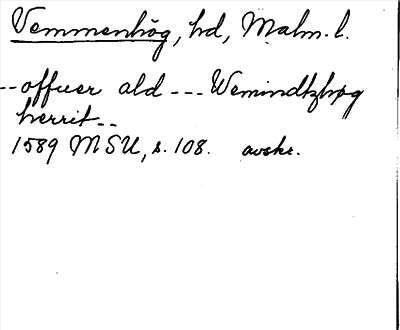 Vemmenhög, hd, Malm. l.
--offuer ald --- Wemindtzhøg
herrit--
1589 MSU, s. 108. avskr.